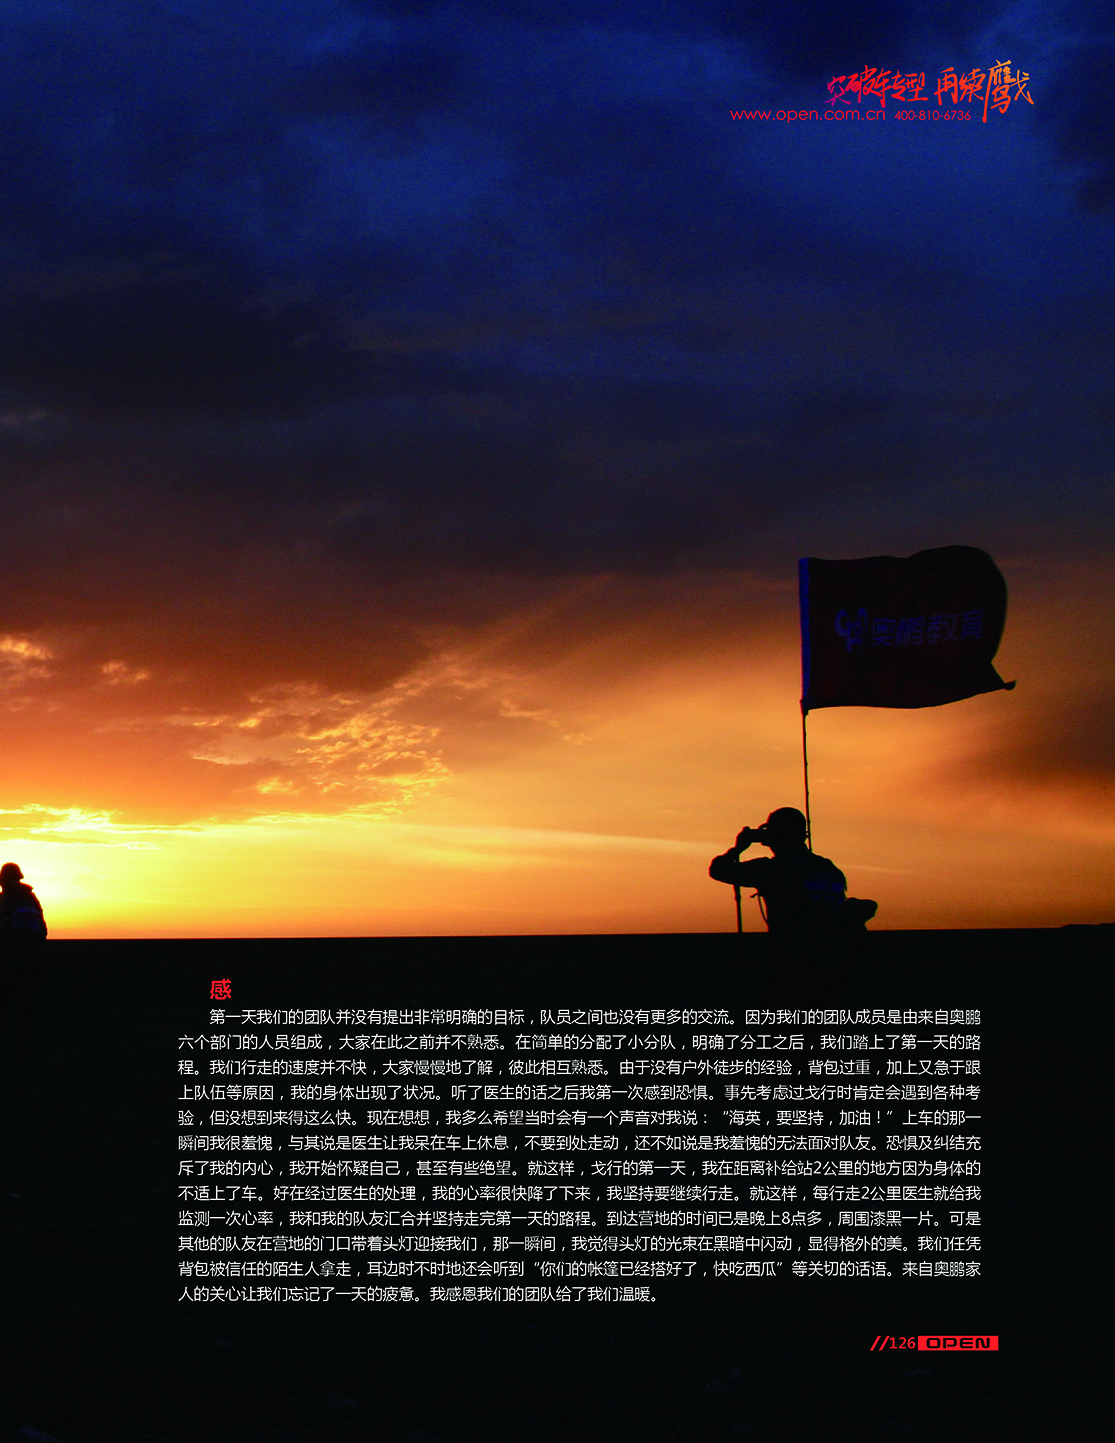 突破转型 再续鹰戈
www.open.com.cn 400-810-6736
奥鹏教育
感
第一天我们的团队并没有提出非常明确的目标，队员之间也没有更多的交流。因为我们的团队成员是由来自奥鹏
六个部门的人员组成，大家在此之前并不熟悉。在简单的分配了小分队，明确了分工之后，我们踏上了第一天的路
程。我们行走的速度并不快，大家慢慢地了解，彼此相互熟悉。由于没有户外徒步的经验，背包过重，加上又急于跟
上队伍等原因，我的身体出现了状况。听了医生的话之后我第一次感到恐惧。事先考虑过戈行时肯定会遇到各种考
验，但没想到来得这么快。现在想想，我多么希望当时会有一个声音对我说：“海英，要坚持，加油！”上车的那一
瞬间我很羞愧，与其说是医生让我呆在车上休息，不要到处走动，还不如说是我羞愧的无法面对队友。恐惧及纠结充
斥了我的内心，我开始怀疑自己，甚至有些绝望。就这样，戈行的第一天，我在距离补给站2公里的地方因为身体的
不适上了车。好在经过医生的处理，我的心率很快降了下来，我坚持要继续行走。就这样，每行走2公里医生就给我
监测一次心率，我和我的队友汇合并坚持走完第一天的路程。到达营地的时间已是晚上8点多，周围漆黑一片。可是
其他的队友在营地的门口带着头灯迎接我们，那一瞬间，我觉得头灯的光束在黑暗中闪动，显得格外的美。我们任凭
背包被信任的陌生人拿走，耳边时不时地还会听到“你们的帐篷已经搭好了，快吃西瓜”等关切的话语。来自奥鹏家
人的关心让我们忘记了一天的疲惫。我感恩我们的团队给了我们温暖。
//126 OPEN